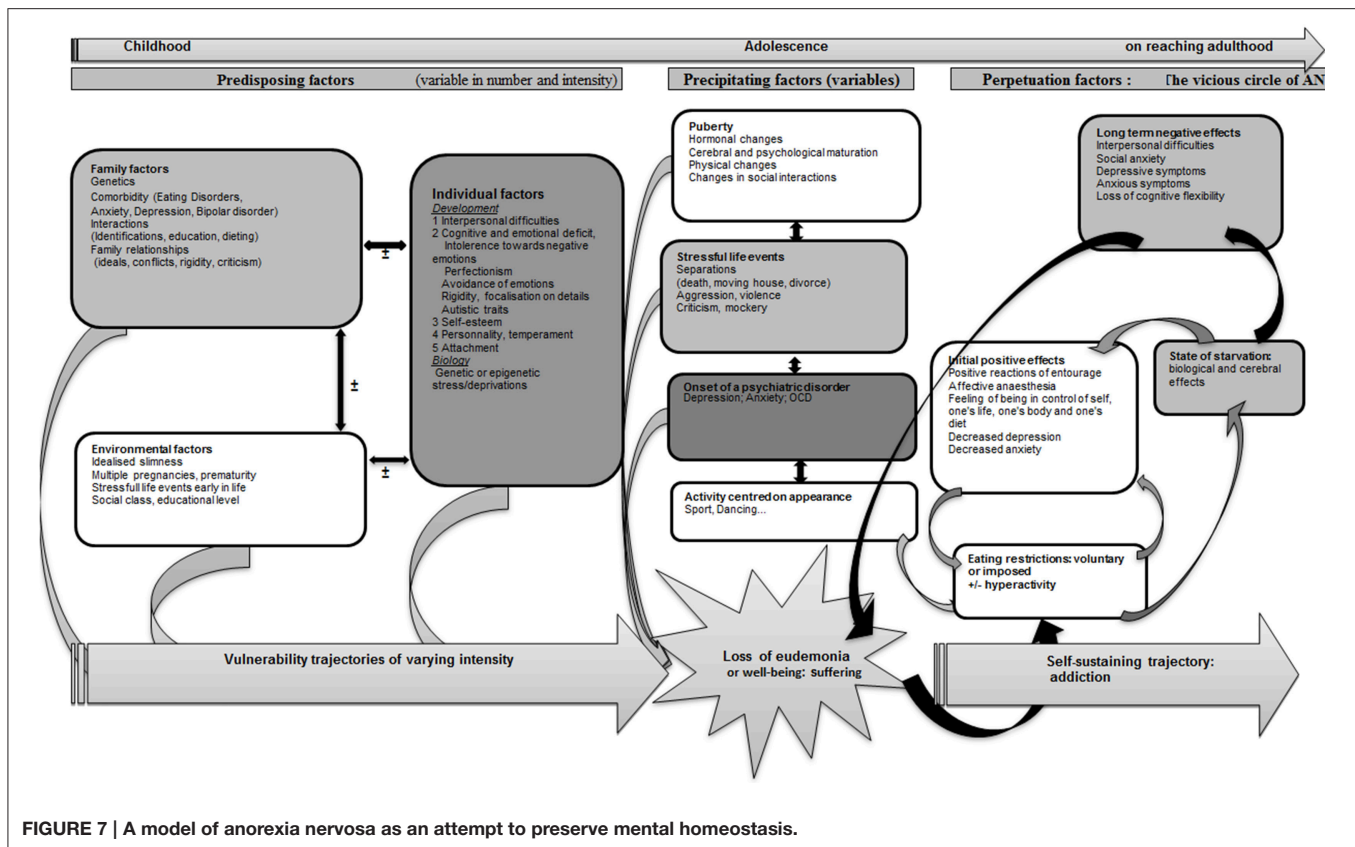 Childhood
Adolescence
on reaching adulthood
Predisposing factors (variable in number and intensity)
Precipitating factors (variables)
Perpetuation factors : The vicious circle of AN
Family factors
Genetics
Comorbidity (Eating Disorders,
Anxiety, Depression, Bipolar disorder)
Interactions
(Identifications, education, dieting)
Family relationships
(ideals, conflicts, rigidity, criticism)
±
±
Environmental factors
Idealised slimness
Multiple pregnancies, prematurity
Stressfull life events early in life
Social class, educational level
±
Individual factors
Development
1 Interpersonal difficulties
2 Cognitive and emotional deficit,
Intolerence towards negative
emotions
Perfectionism
Avoidance of emotions
Rigidity, focalisation on details
Autistic traits
3 Self-esteem
4 Personnality, temperament
5 Attachment
Biology
Genetic or epigenetic
stress/deprivations
Puberty
Hormonal changes
Cerebral and psychological maturation
Physical changes
Changes in social interactions
Stressful life events
Separations
(death, moving house, divorce)
Aggression, violence
Criticism, mockery
Onset of a psychiatric disorder
Depression; Anxiety; OCD
Activity centred on appearance
Sport, Dancing...
Long term negative effects
Interpersonal difficulties
Social anxiety
Depressive symptoms
Anxious symptoms
Loss of cognitive flexibility
Initial positive effects
Positive reactions of entourage
Affective anaesthesia
Feeling of being in control of self,
one's life, one's body and one's
diet
Decreased depression
Decreased anxiety
State of starvation:
biological and cerebral
effects
Eating restrictions: voluntary
or imposed
+/- hyperactivity
Vulnerability trajectories of varying intensity
Loss of eudemonia
or well-being: suffering
Self-sustaining trajectory:
addiction
FIGURE 7 | A model of anorexia nervosa as an attempt to preserve mental homeostasis.